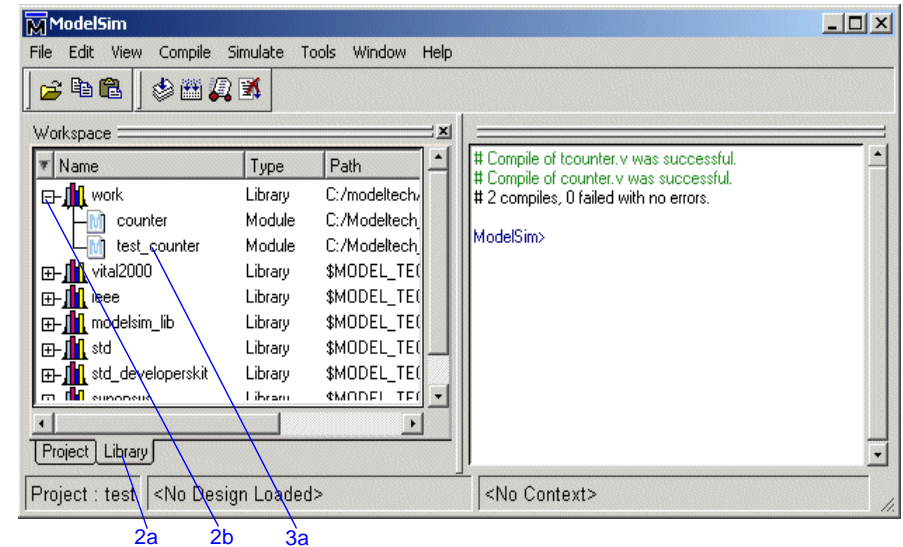 ModelSim
File Edit View Compile Simulate Tools Window Help
Workspace
Name Type Path
work Library C:/modeltech/
counter Module C:/Modeltech_
test_counter Module C:/Modeltech_
vital2000 Library $MODEL_TE
ieee Library $MODEL_TE
modelsim_lib Library $MODEL_TE
std Library $MODEL_TE
std_developerskit Library $MODEL_TE
synopsys Library $MODEL_TE
Project Library
# Compile of tcounter.v was successful.
# Compile of counter.v was successful.
# 2 compiles, 0 failed with no errors.
ModelSim>
Project : test <No Design Loaded> <No Context>
2a 2b 3a